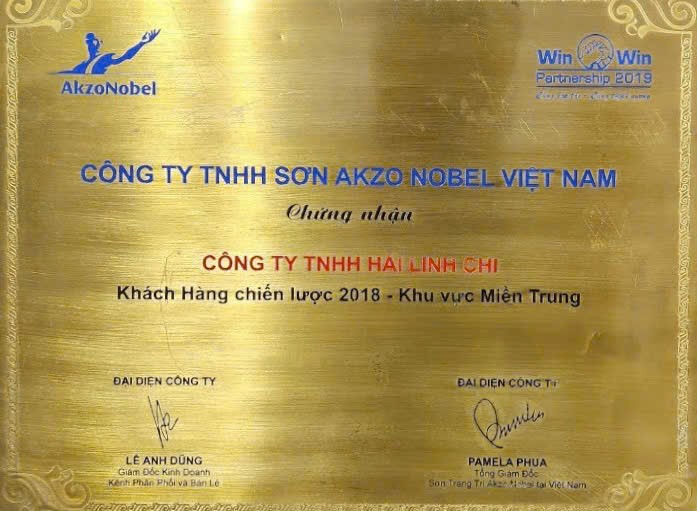 AkzoNobel
Win Win
Partnership 2019
CÔNG TY TNHH SƠN AKZO NOBEL VIỆT NAM
Chứng nhận
CÔNG TY TNHH HẢI LINH CHI
Khách Hàng chiến lược 2018 - Khu vực Miền Trung
ĐẠI DIỆN CÔNG TY
LÊ ANH DŨNG
Giám Đốc Kinh Doanh
Kênh Phân Phối và Bán Lẻ
ĐẠI DIỆN CÔNG TY
PAMELA PHUA
Tổng Giám Đốc
Sơn Trang Trí Akzo Nobel tại Việt Nam